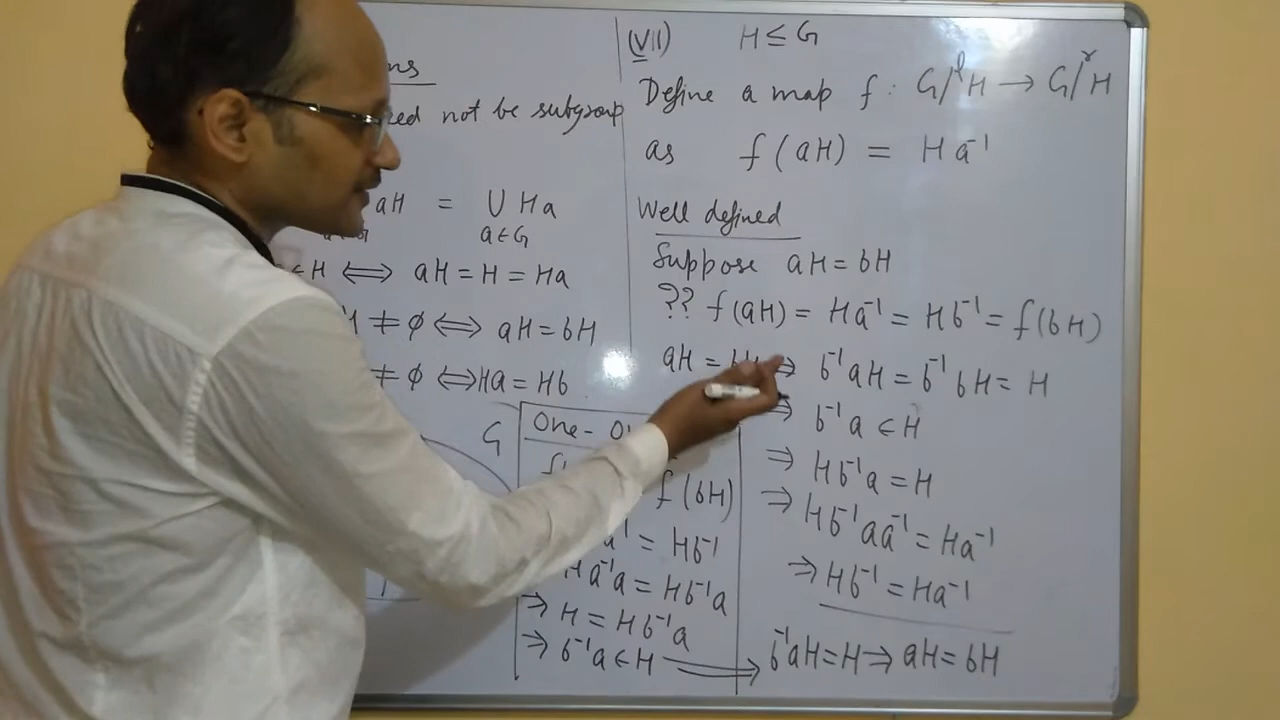 not be subgroup
aH = ∪ Ha
a∈G
∈H ⟺ aH = H = Ha
≠ ϕ ⟺ aH = bH
≠ ϕ ⟺ Ha = Hb
G
One-
f(bH)
= Hb⁻¹
Ha⁻¹a = Hb⁻¹a
⇒ H = Hb⁻¹a
⇒ b⁻¹a ∈ H ⟹ b⁻¹aH = H ⇒ aH = bH
(VII) H ≤ G
Define a map f : G/ˡH → G/ʳH
as f(aH) = Ha⁻¹
Well defined
Suppose aH = bH
?? f(aH) = Ha⁻¹ = Hb⁻¹ = f(bH)
aH = bH ⇒ b⁻¹aH = b⁻¹bH = H
⇒ b⁻¹a ∈ H
⇒ Hb⁻¹a = H
⇒ Hb⁻¹aa⁻¹ = Ha⁻¹
⇒ Hb⁻¹ = Ha⁻¹